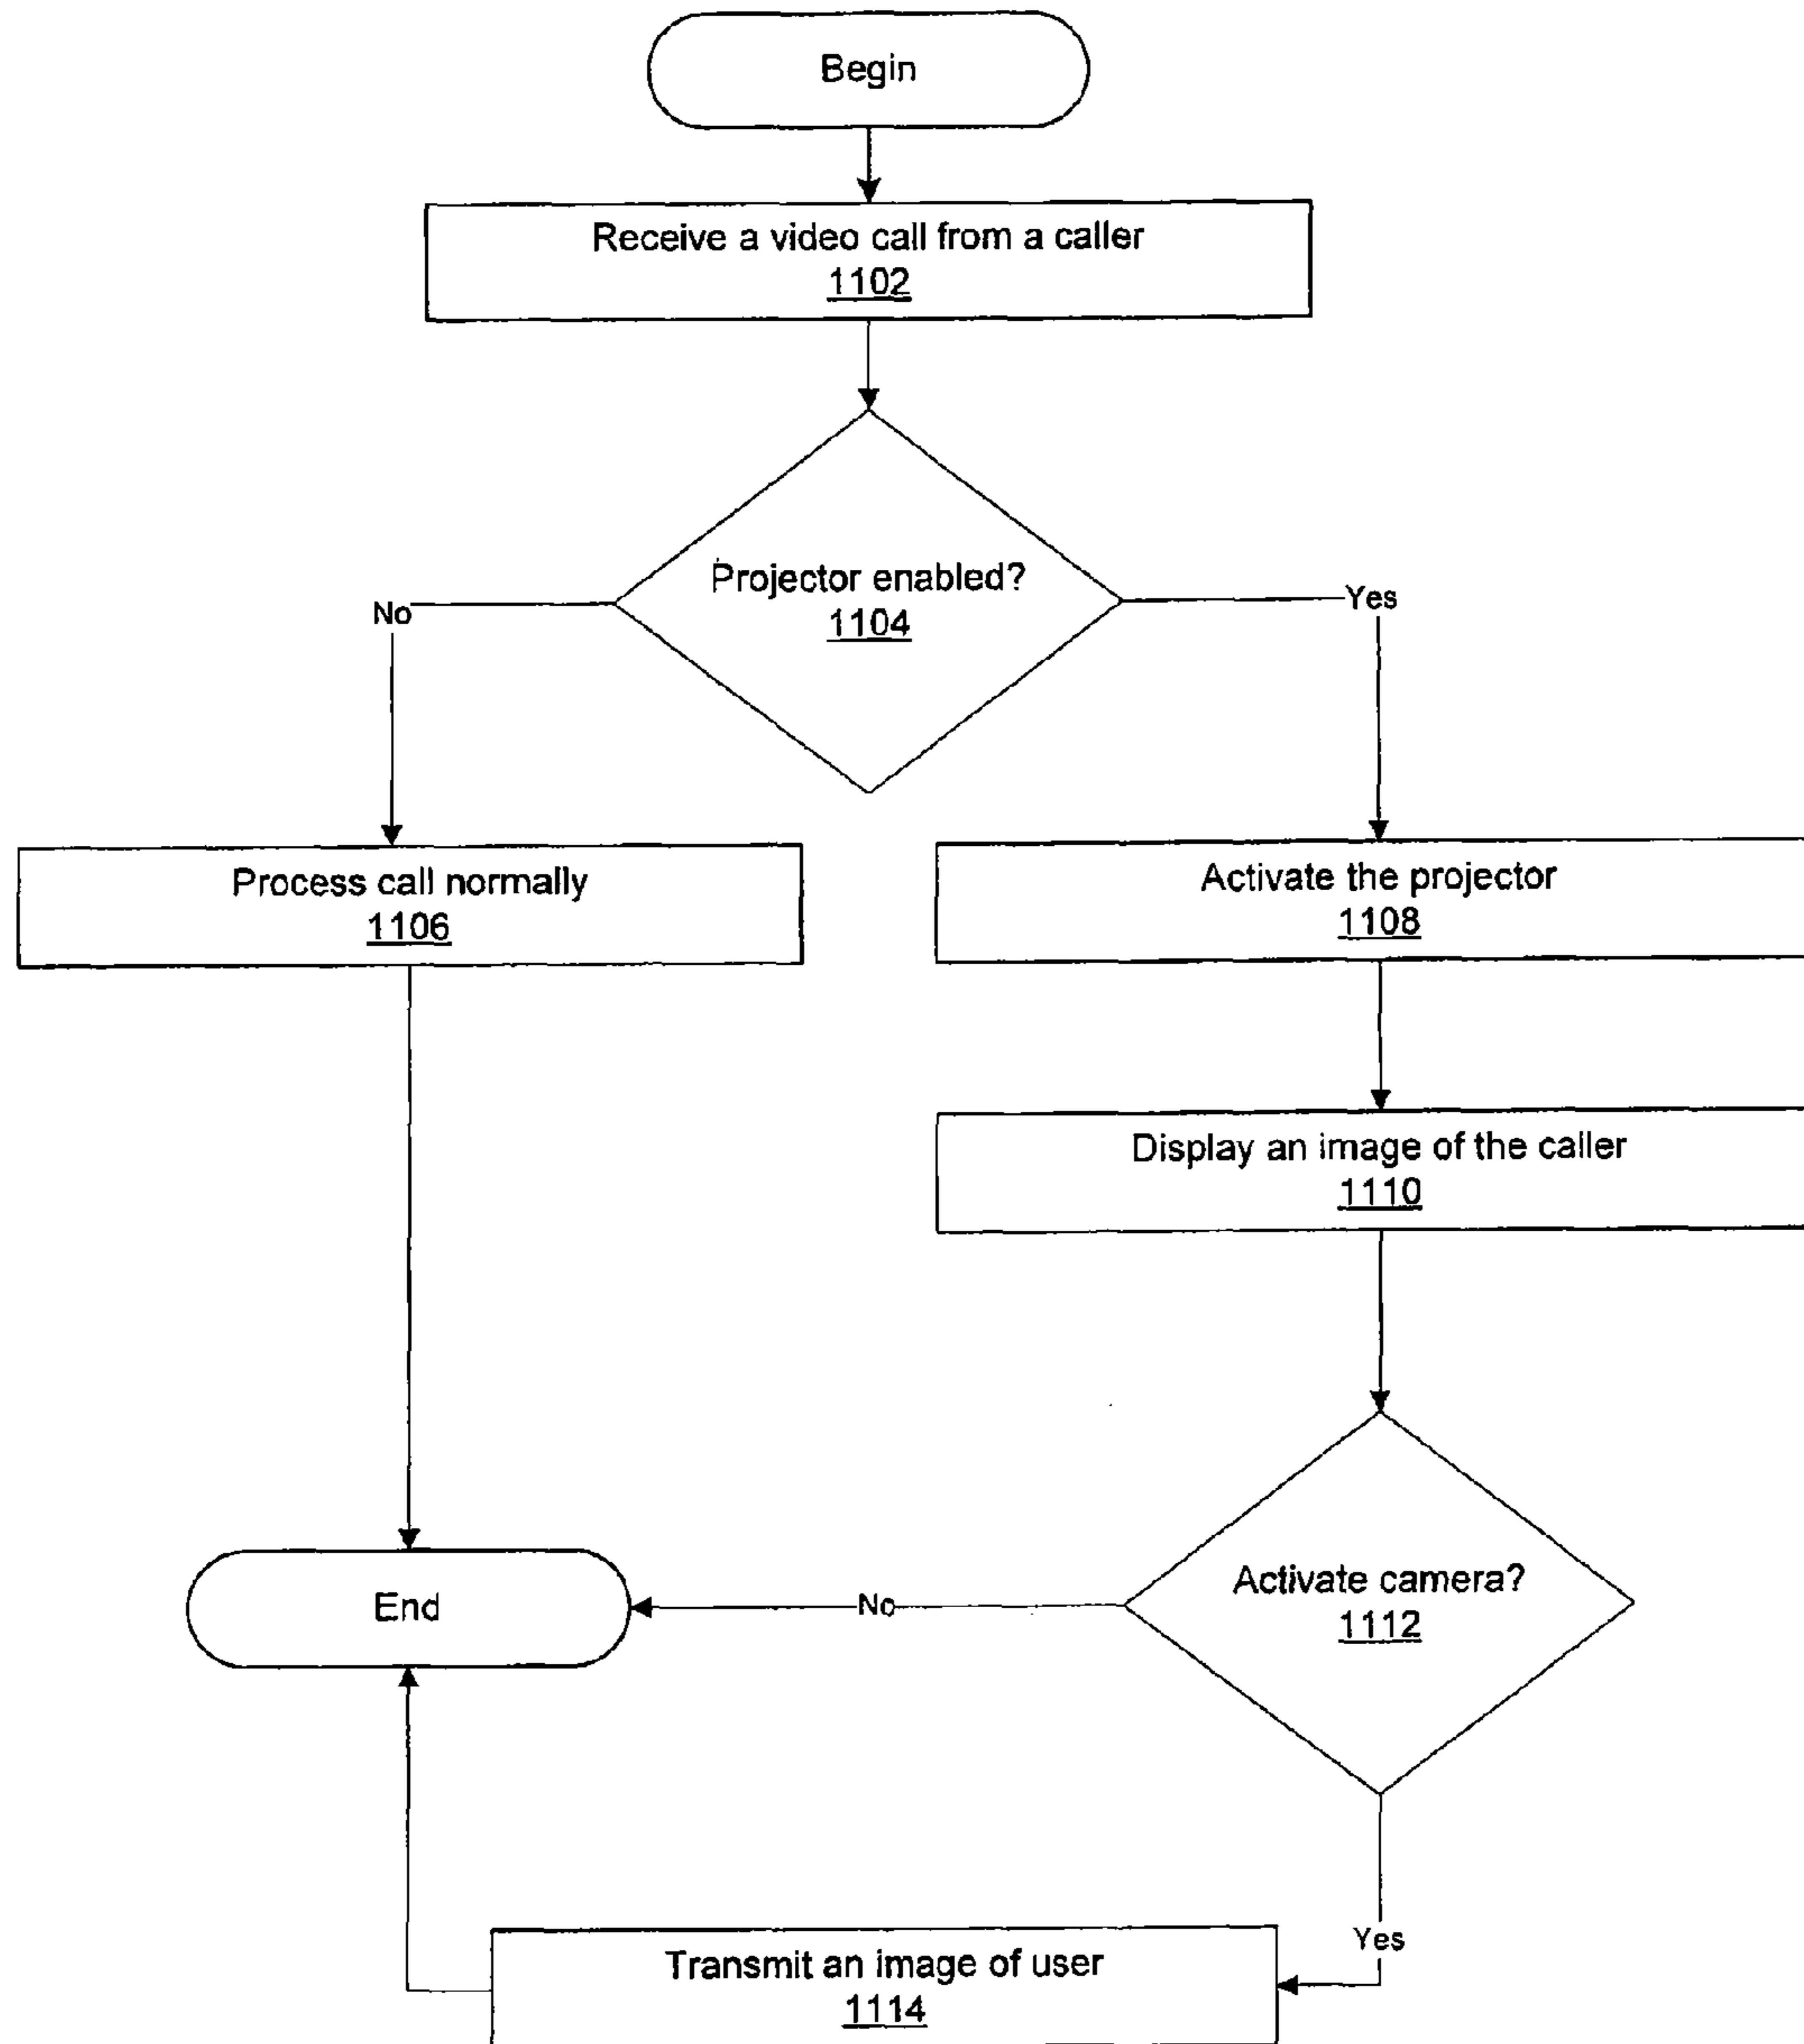 Begin
Receive a video call from a caller
1102
Projector enabled?
1104
No
Yes
Process call normally
1106
Activate the projector
1108
Display an image of the caller
1110
Activate camera?
1112
No
End
Yes
Transmit an image of user
1114